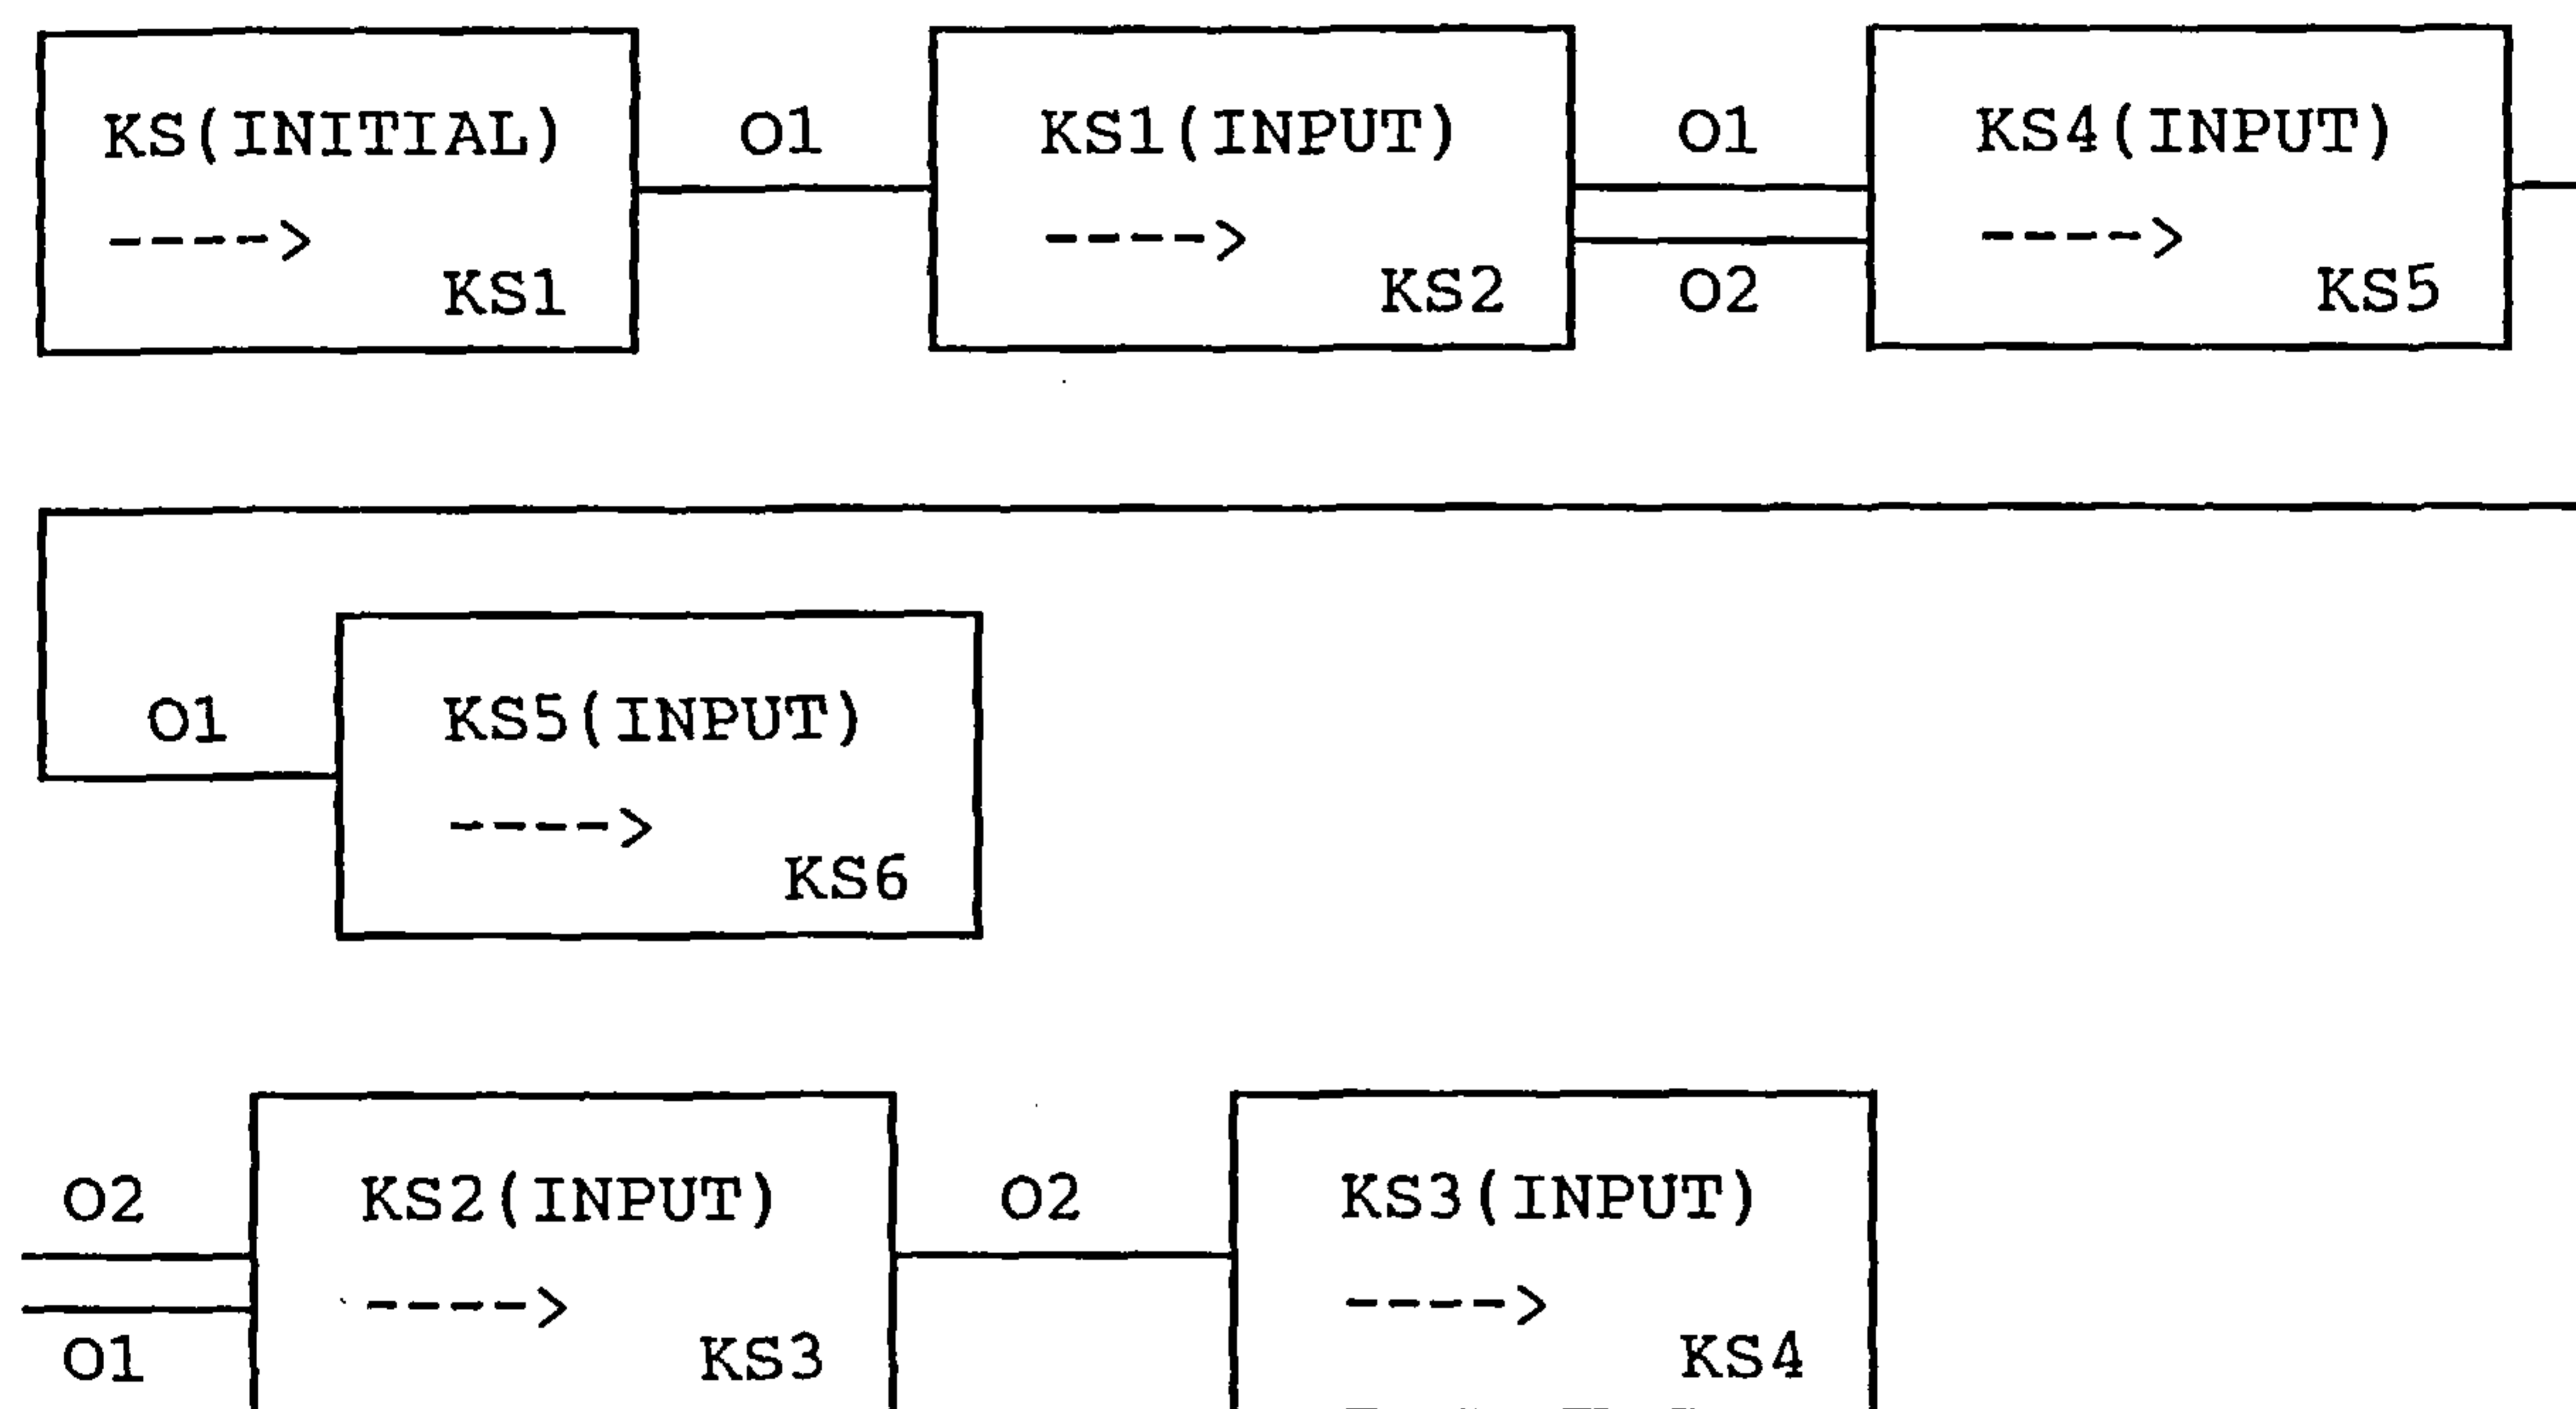 KS(INITIAL) O1 KS1(INPUT) O1 KS4(INPUT)
----> ----> ---->
KS1 KS2 O2 KS5
O1 KS5(INPUT)
---->
KS6
O2 KS2(INPUT) O2 KS3(INPUT)
----> ---->
O1 KS3 KS4